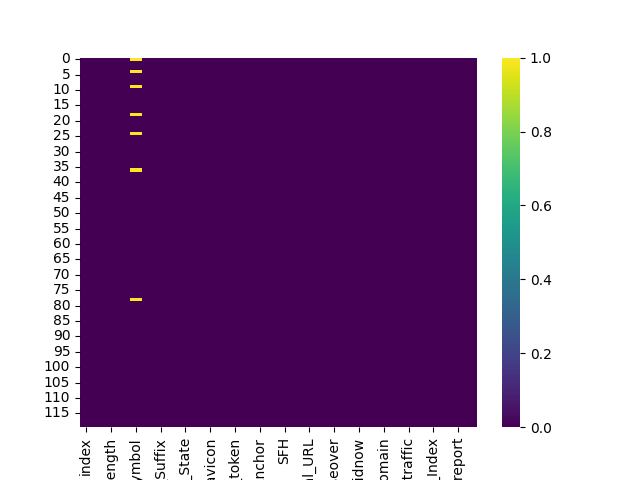 0
5
10
15
20
25
30
35
40
45
50
55
60
65
70
75
80
85
90
95
100
105
110
115
index
ength
ymbol
Suffix
_State
avicon
_token
nchor
SFH
l_URL
eover
idnow
omain
traffic
_Index
report
1.0
0.8
0.6
0.4
0.2
0.0